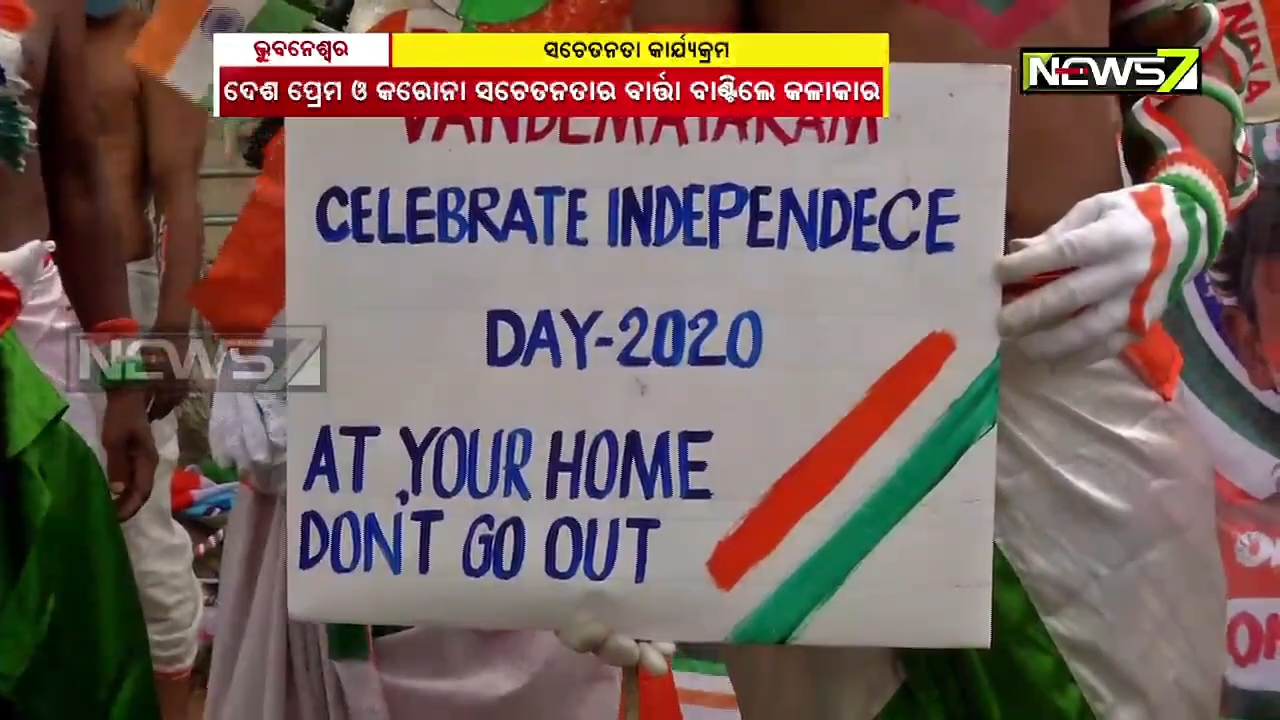 ଭୁବନେଶ୍ୱର
ସଚେତନତା କାର୍ଯ୍ୟକ୍ରମ
ଦେଶ ପ୍ରେମ ଓ କରୋନା ସଚେତନତାର ବାର୍ତ୍ତା ବାଣ୍ଟିଲେ କଳାକାର
NEWS7
VANDEMATARAM
CELEBRATE INDEPENDECE
DAY-2020
NEWS7
AT YOUR HOME
DON'T GO OUT